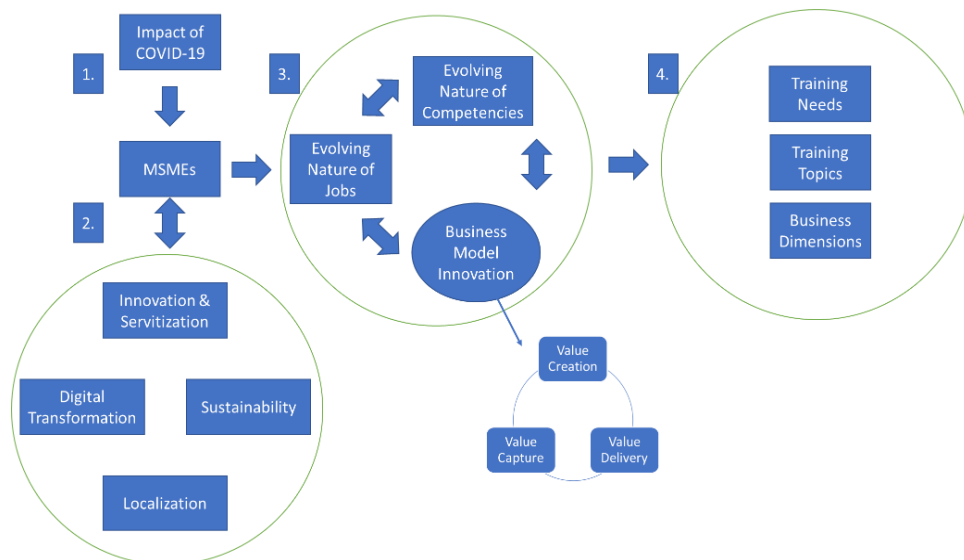 1.
Impact of
COVID-19
MSMEs
2.
Innovation &
Servitization
Digital
Transformation
Sustainability
Localization
3.
Evolving
Nature of
Competencies
Evolving
Nature of
Jobs
Business
Model
Innovation
Value
Creation
Value
Capture
Value
Delivery
4.
Training
Needs
Training
Topics
Business
Dimensions